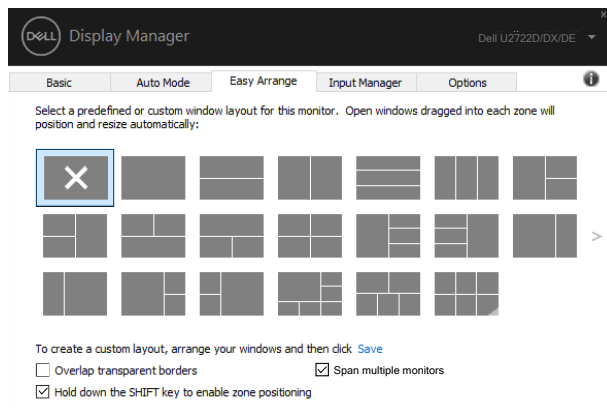 DELL Display Manager
Dell U2722D/DX/DE
Basic Auto Mode Easy Arrange Input Manager Options
Select a predefined or custom window layout for this monitor. Open windows dragged into each zone will
position and resize automatically:
To create a custom layout, arrange your windows and then click Save
Overlap transparent borders Span multiple monitors
Hold down the SHIFT key to enable zone positioning